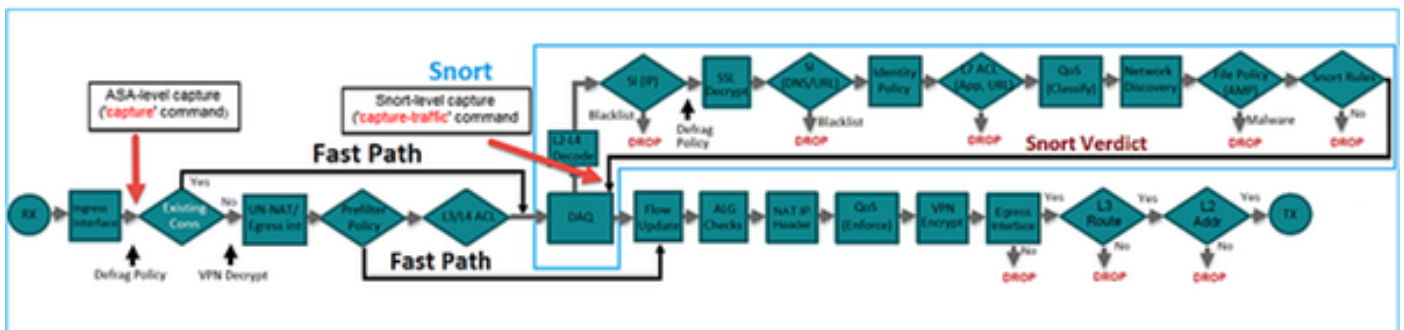 Snort
ASA-level capture
('capture' command)
Snort-level capture
('capture-traffic' command
SI (IP)
SSL
Decrypt
SI
(DNS/URL)
Identity
Policy
L7 ACL
(App, URL)
QoS
(Classify)
Network
Discovery
File Policy
(AMP)
Snort Rules
Blacklist
DROP
Defrag
Policy
Blacklist
DROP
DROP
Malware
DROP
No
DROP
Snort Verdict
L2-L4
Decode
Fast Path
Yes
RX
Ingress
Interface
Existing
Conn
No
UN-NAT/
Egress int
Prefilter
Policy
L3/L4 ACL
DAQ
Flow
Update
ALG
Checks
NAT IP
Header
QoS
(Enforce)
VPN
Encrypt
Egress
Interface
Yes
L3
Route
Yes
L2
Addr
Yes
TX
Defrag Policy
VPN Decrypt
Fast Path
No
DROP
No
DROP
No
DROP